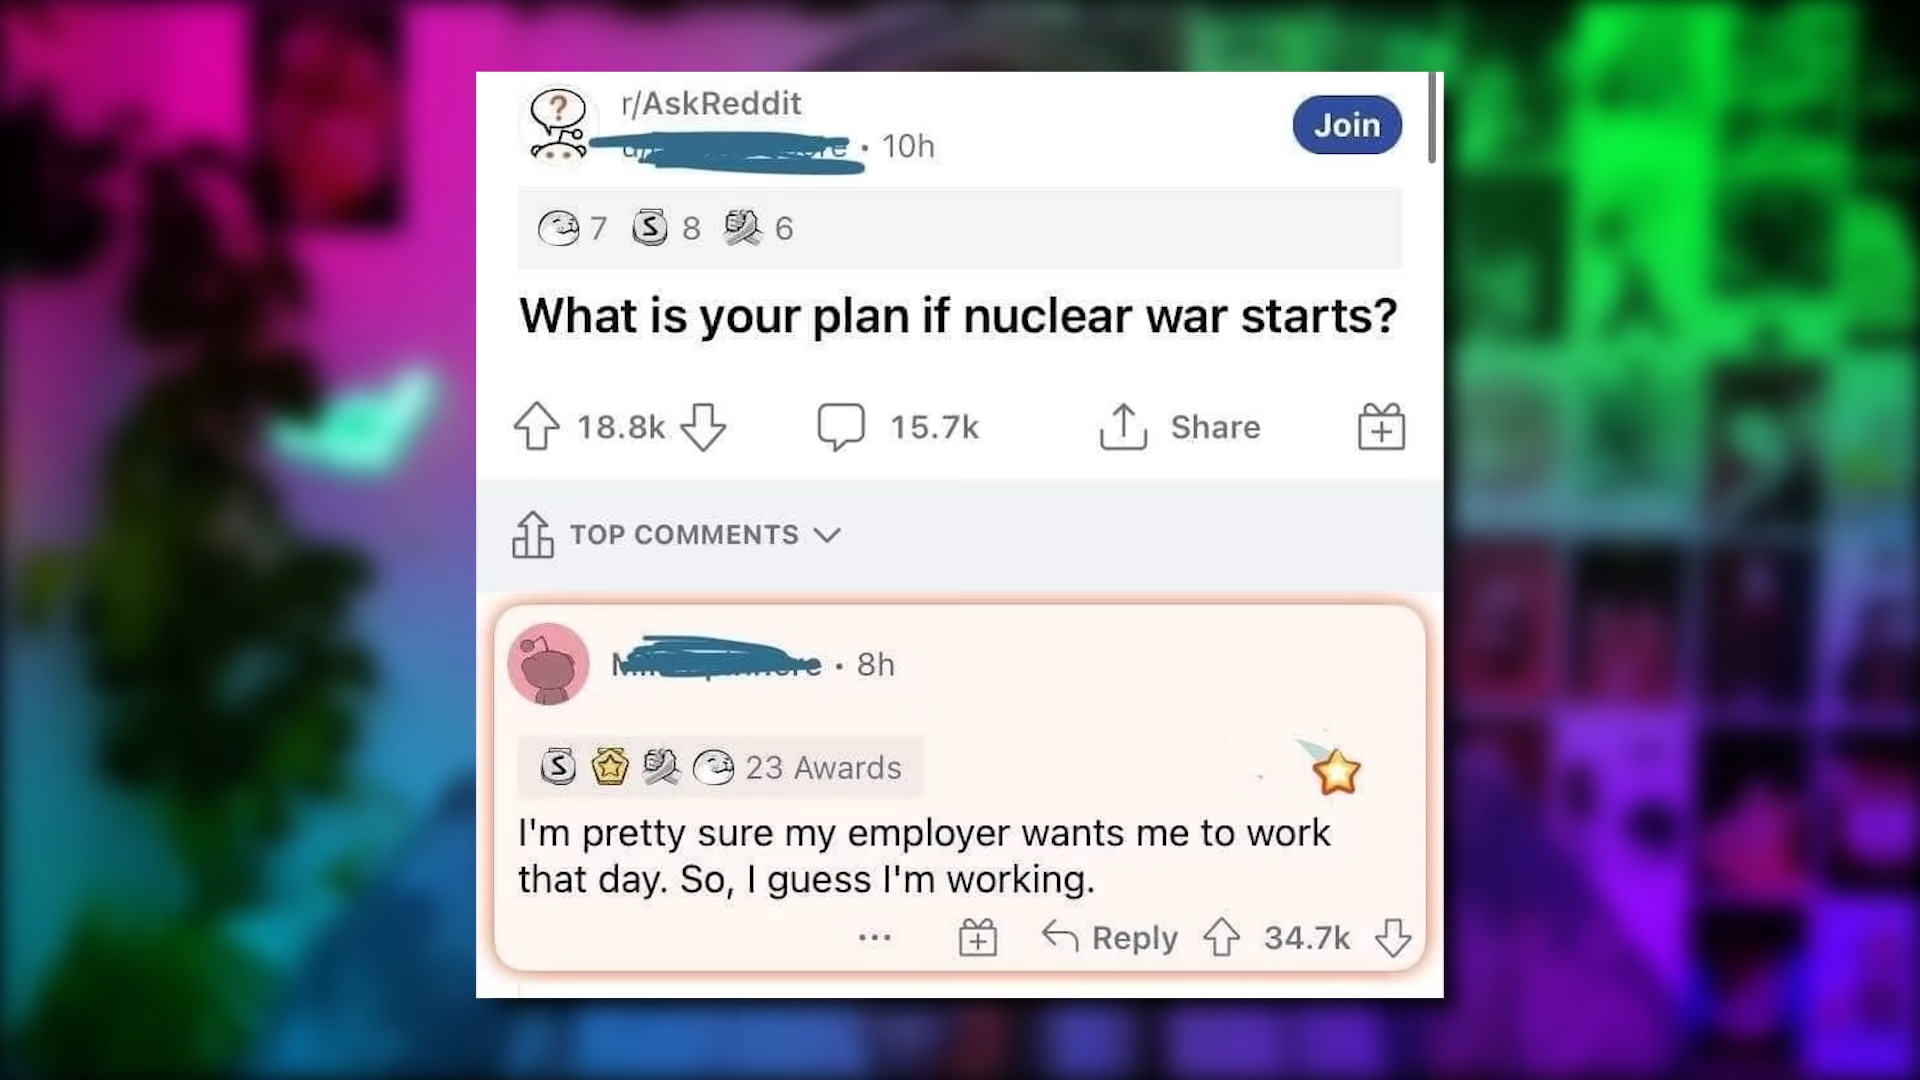 r/AskReddit
• 10h
7 8 6
What is your plan if nuclear war starts?
18.8k 15.7k Share
TOP COMMENTS
• 8h
23 Awards
I'm pretty sure my employer wants me to work
that day. So, I guess I'm working.
... Reply 34.7k
Join